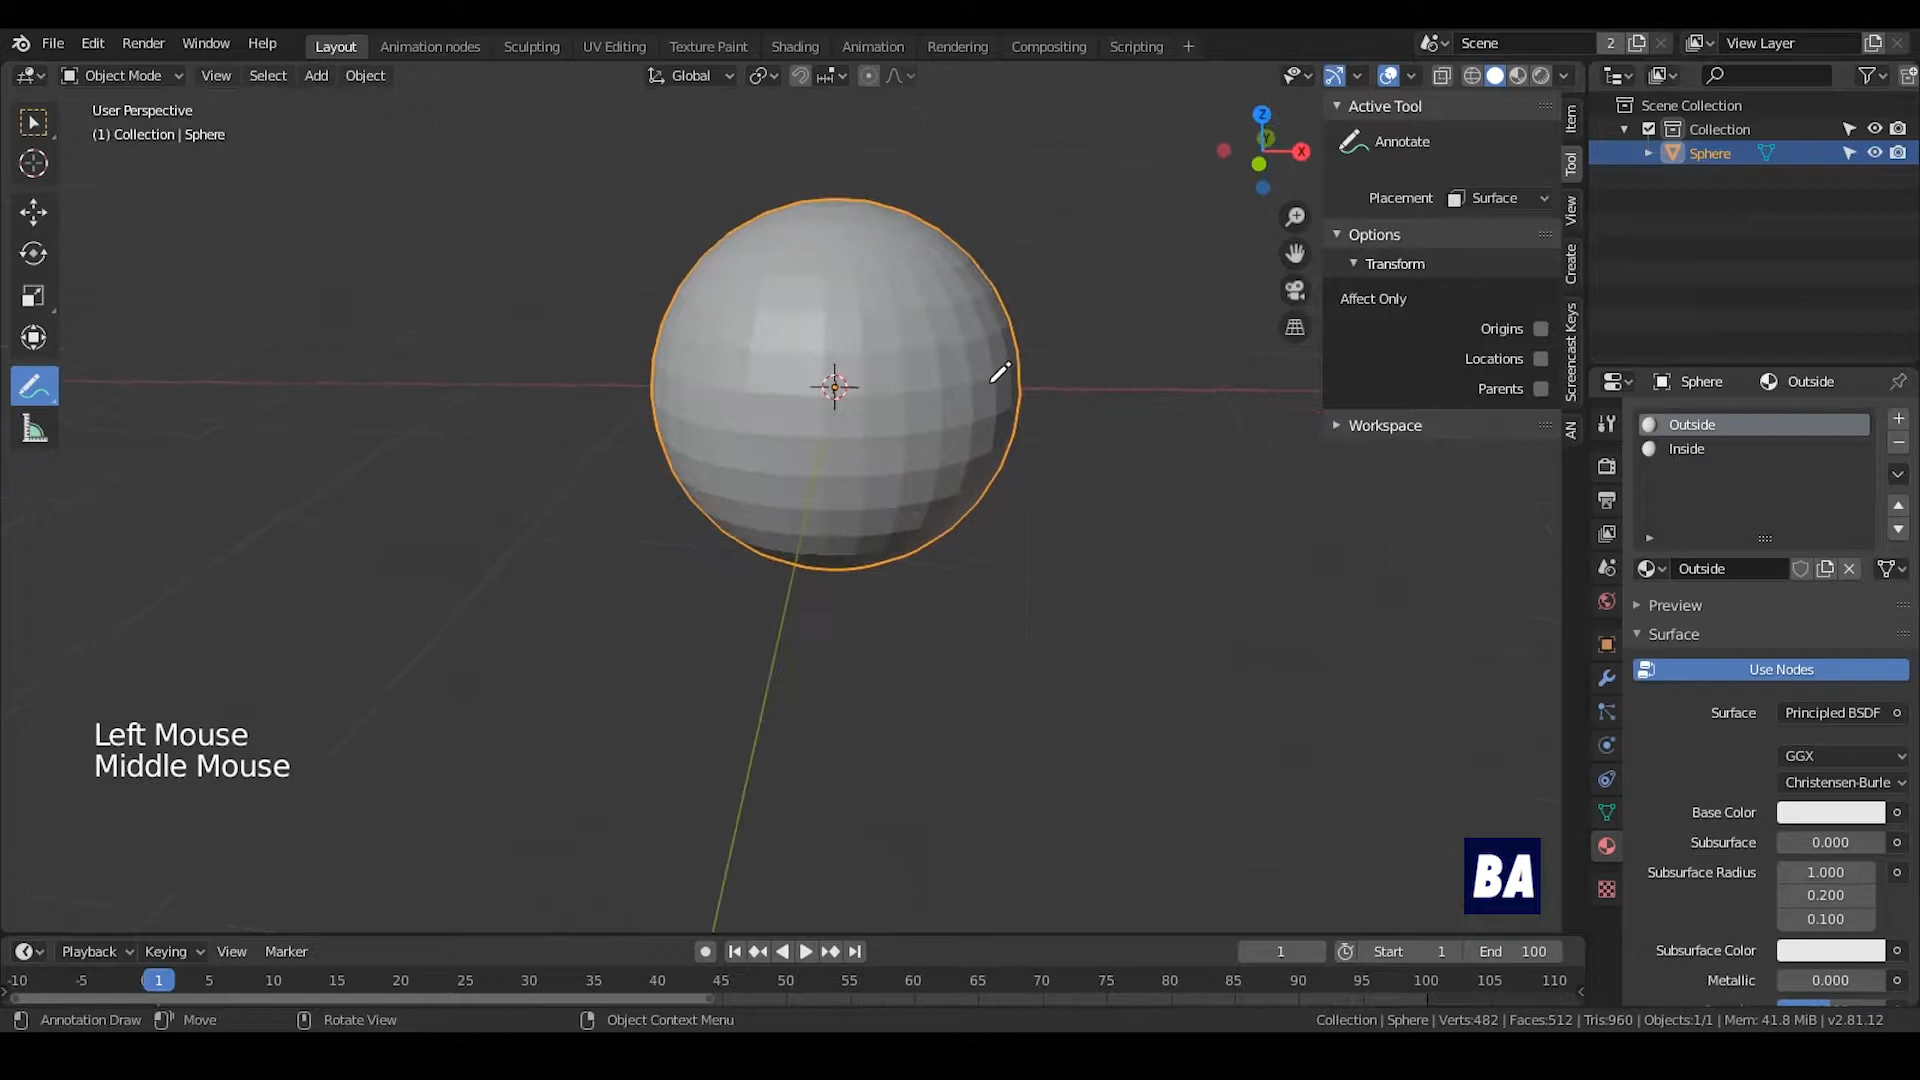 File Edit Render Window Help Layout Animation nodes Sculpting UV Editing Texture Paint Shading Animation Rendering Compositing Scripting + Scene 2 View Layer
Object Mode View Select Add Object Global
User Perspective
(1) Collection | Sphere
Z
Y
X
Active Tool
Annotate
Placement Surface
Options
Transform
Affect Only
Origins
Locations
Parents
Workspace
Item
Tool
View
Create
Screencast Keys
AN
Scene Collection
Collection
Sphere
Sphere Outside
Outside
Inside
Outside
Preview
Surface
Use Nodes
Surface Principled BSDF
GGX
Christensen-Burle
Base Color
Subsurface 0.000
Subsurface Radius 1.000
0.200
0.100
Subsurface Color
Metallic 0.000
Left Mouse
Middle Mouse
BA
Playback Keying View Marker 1 Start 1 End 100
-10 -5 1 5 10 15 20 25 30 35 40 45 50 55 60 65 70 75 80 85 90 95 100 105 110
Annotation Draw Move Rotate View Object Context Menu Collection | Sphere | Verts:482 | Faces:512 | Tris:960 | Objects:1/1 | Mem: 41.8 MiB | v2.81.12